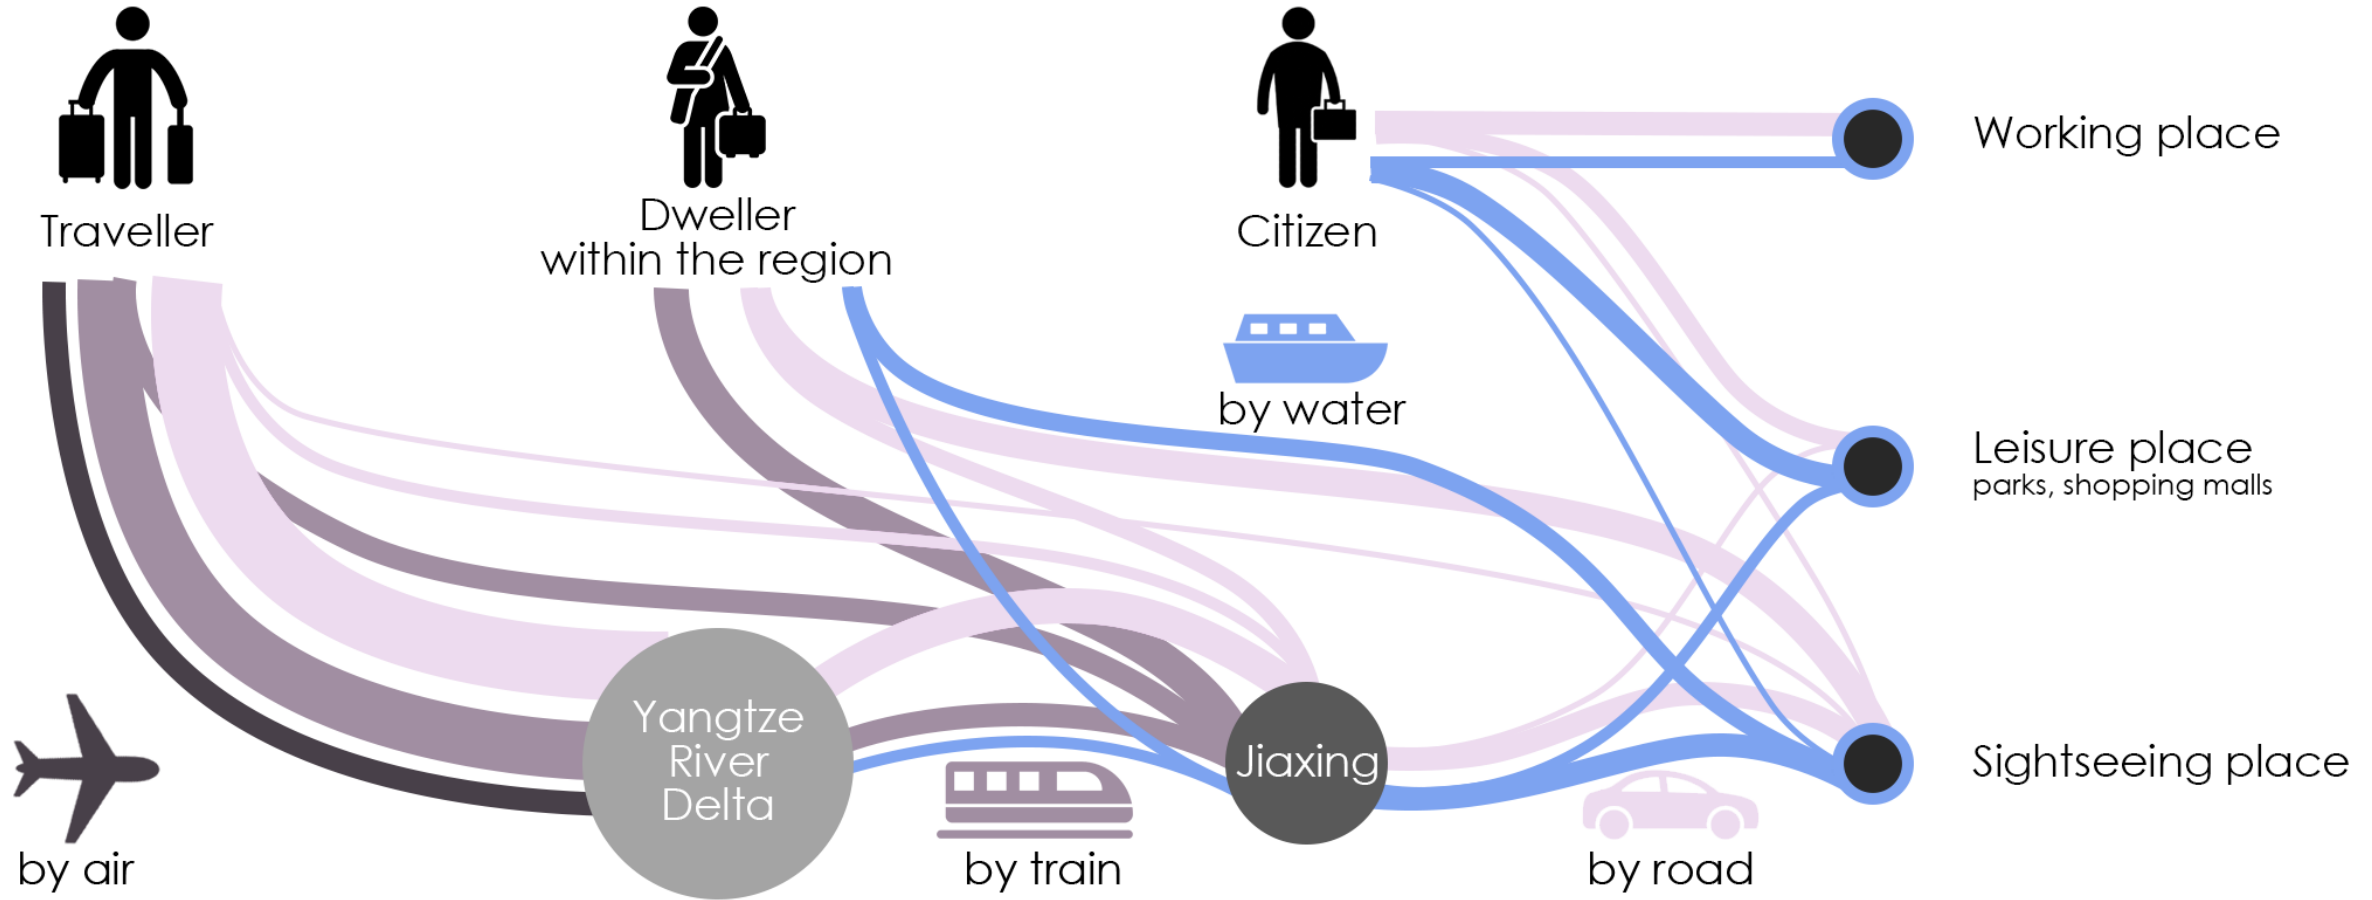 Traveller
Dweller
within the region
Citizen
Working place
by water
Leisure place
parks, shopping malls
Yangtze
River
Delta
Jiaxing
Sightseeing place
by air
by train
by road